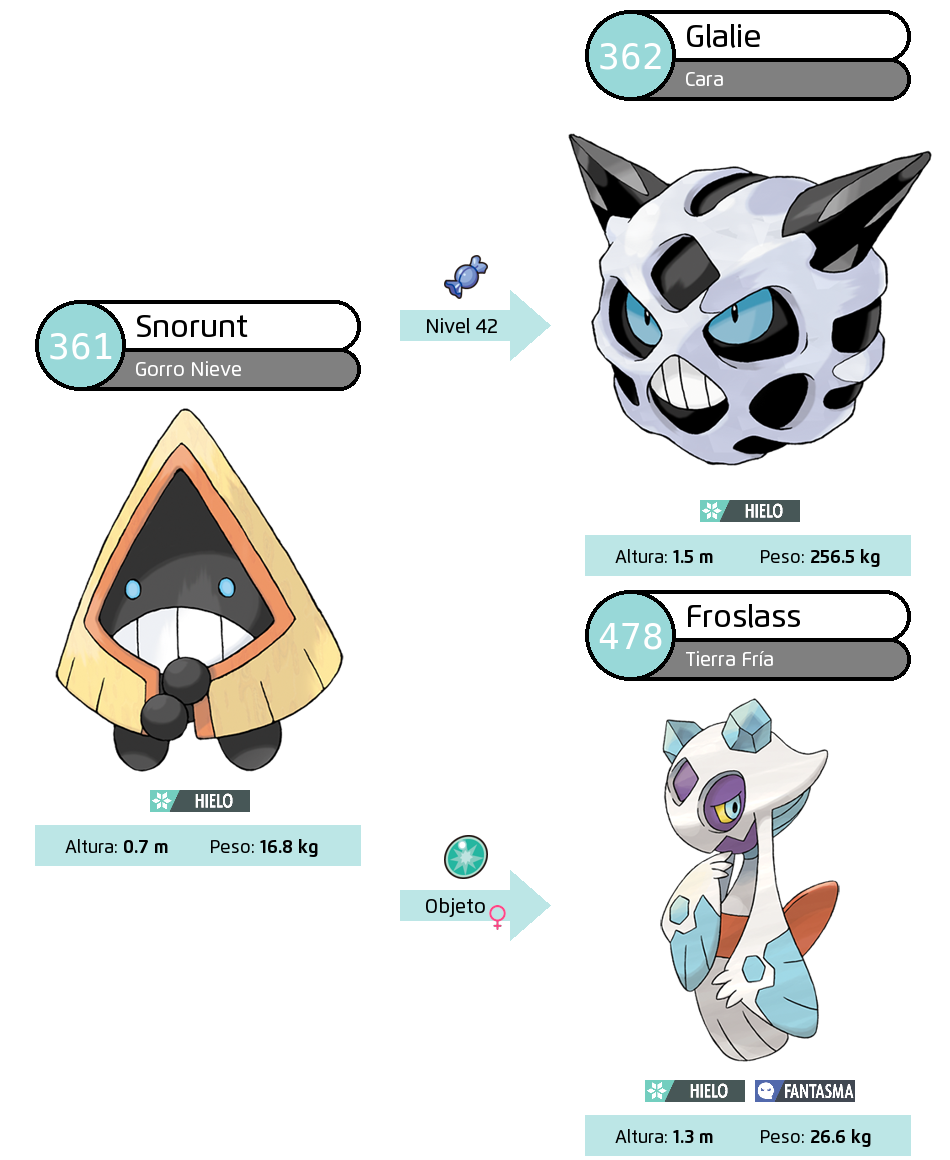 361
Snorunt
Gorro Nieve
HIELO
Altura: 0.7 m Peso: 16.8 kg
Nivel 42
362
Glalie
Cara
HIELO
Altura: 1.5 m Peso: 256.5 kg
Objeto
478
Froslass
Tierra Fría
HIELO FANTASMA
Altura: 1.3 m Peso: 26.6 kg